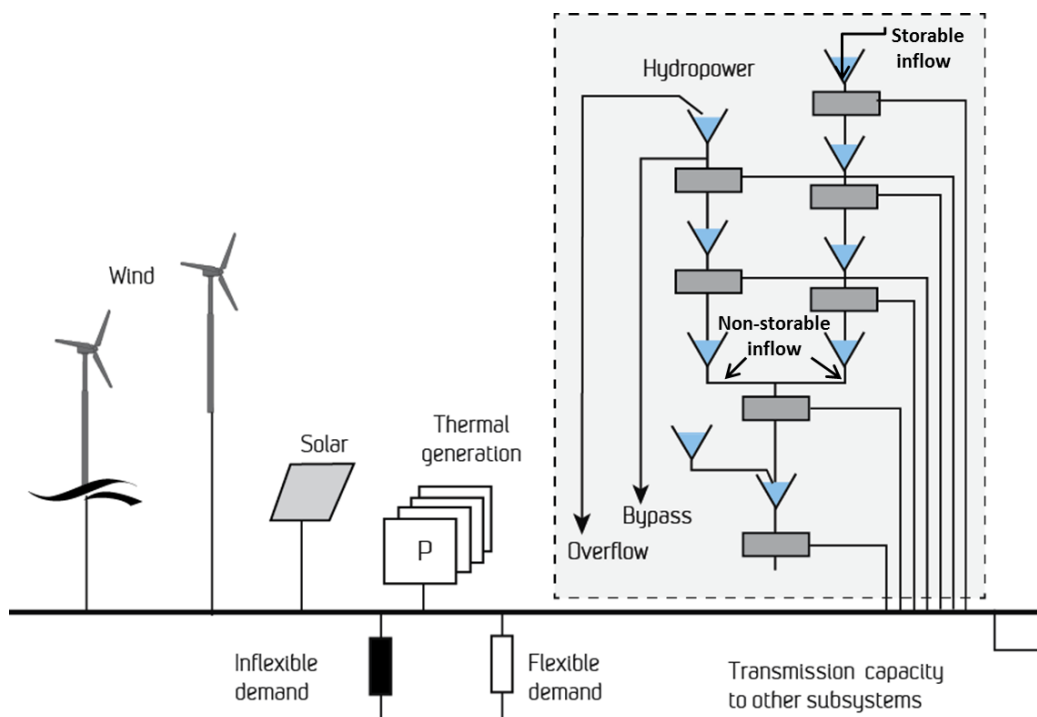 Storable
inflow
Hydropower
Wind
Non-storable
inflow
Thermal
generation
Solar
P
Bypass
Overflow
Inflexible
demand
Flexible
demand
Transmission capacity
to other subsystems